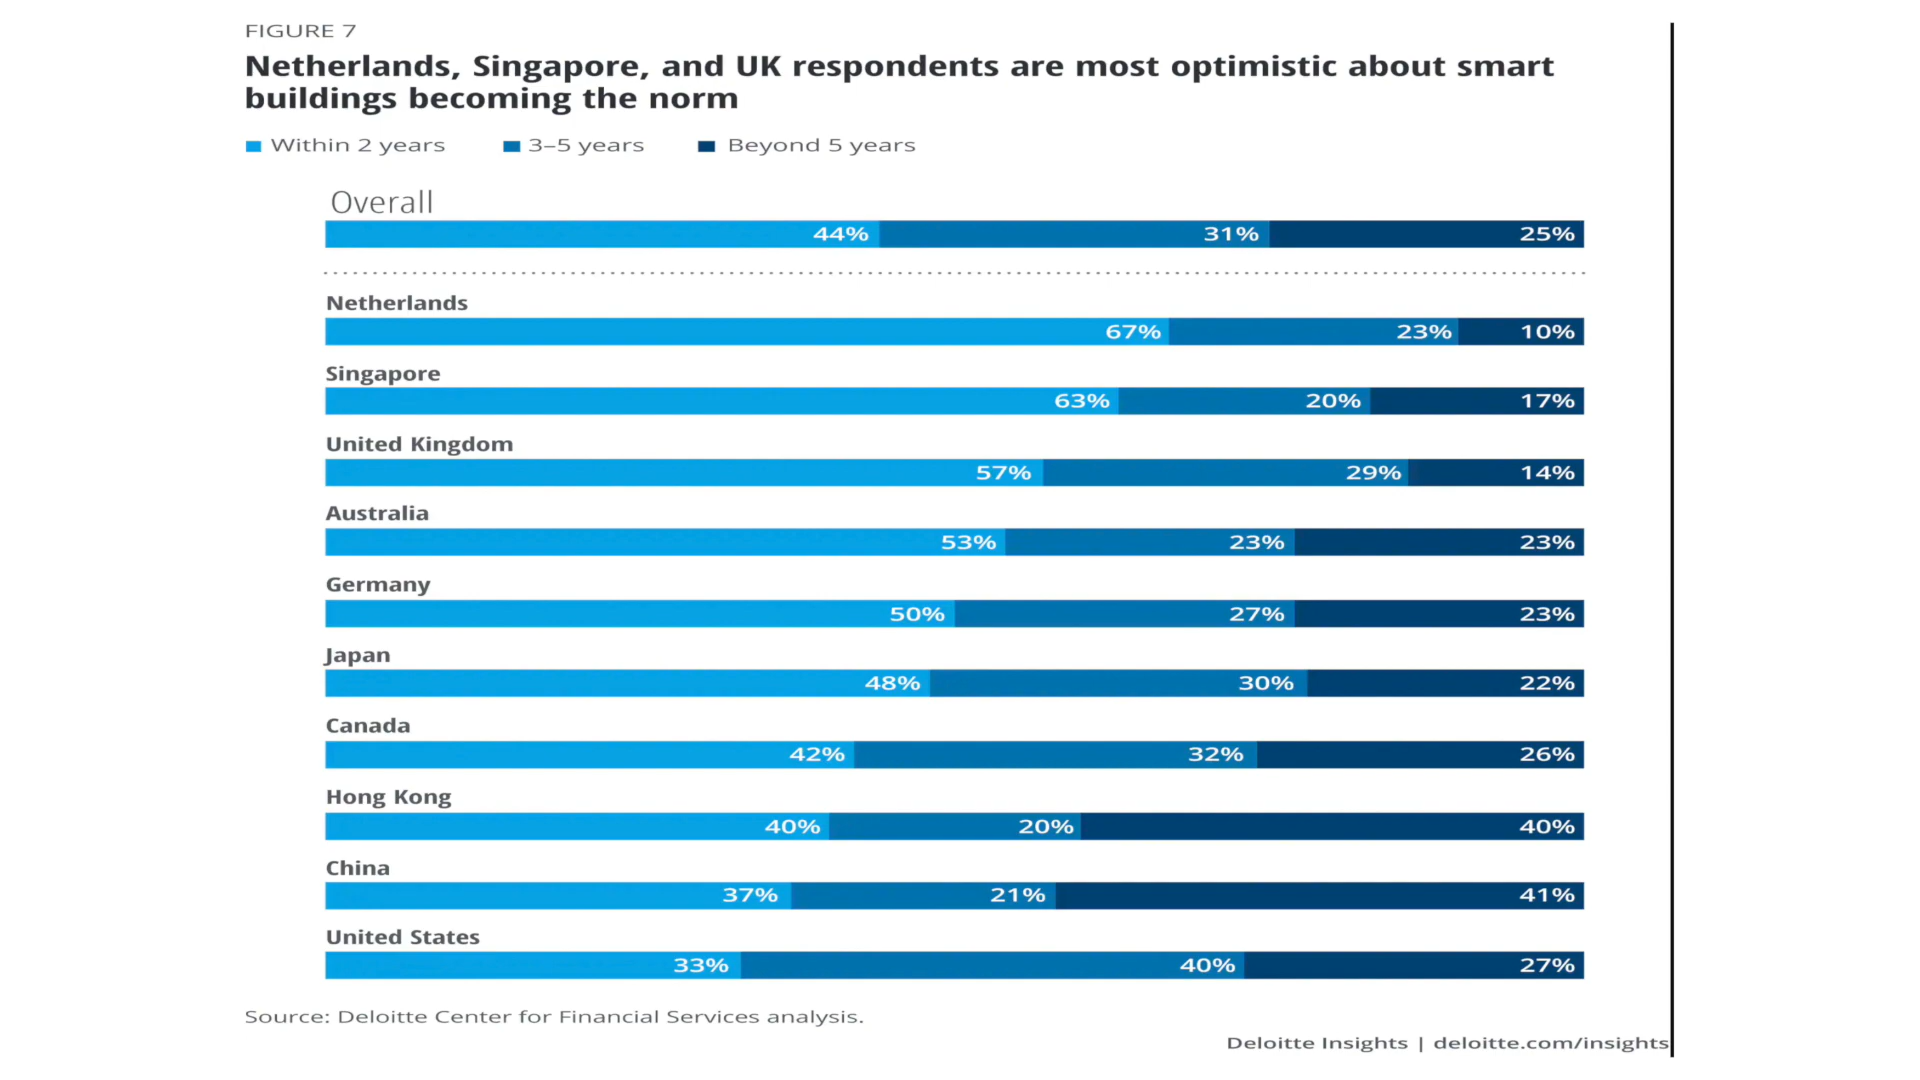 FIGURE 7
Netherlands, Singapore, and UK respondents are most optimistic about smart
buildings becoming the norm
Within 2 years 3–5 years Beyond 5 years
Overall
44% 31% 25%
Netherlands
67% 23% 10%
Singapore
63% 20% 17%
United Kingdom
57% 29% 14%
Australia
53% 23% 23%
Germany
50% 27% 23%
Japan
48% 30% 22%
Canada
42% 32% 26%
Hong Kong
40% 20% 40%
China
37% 21% 41%
United States
33% 40% 27%
Source: Deloitte Center for Financial Services analysis.
Deloitte Insights | deloitte.com/insights